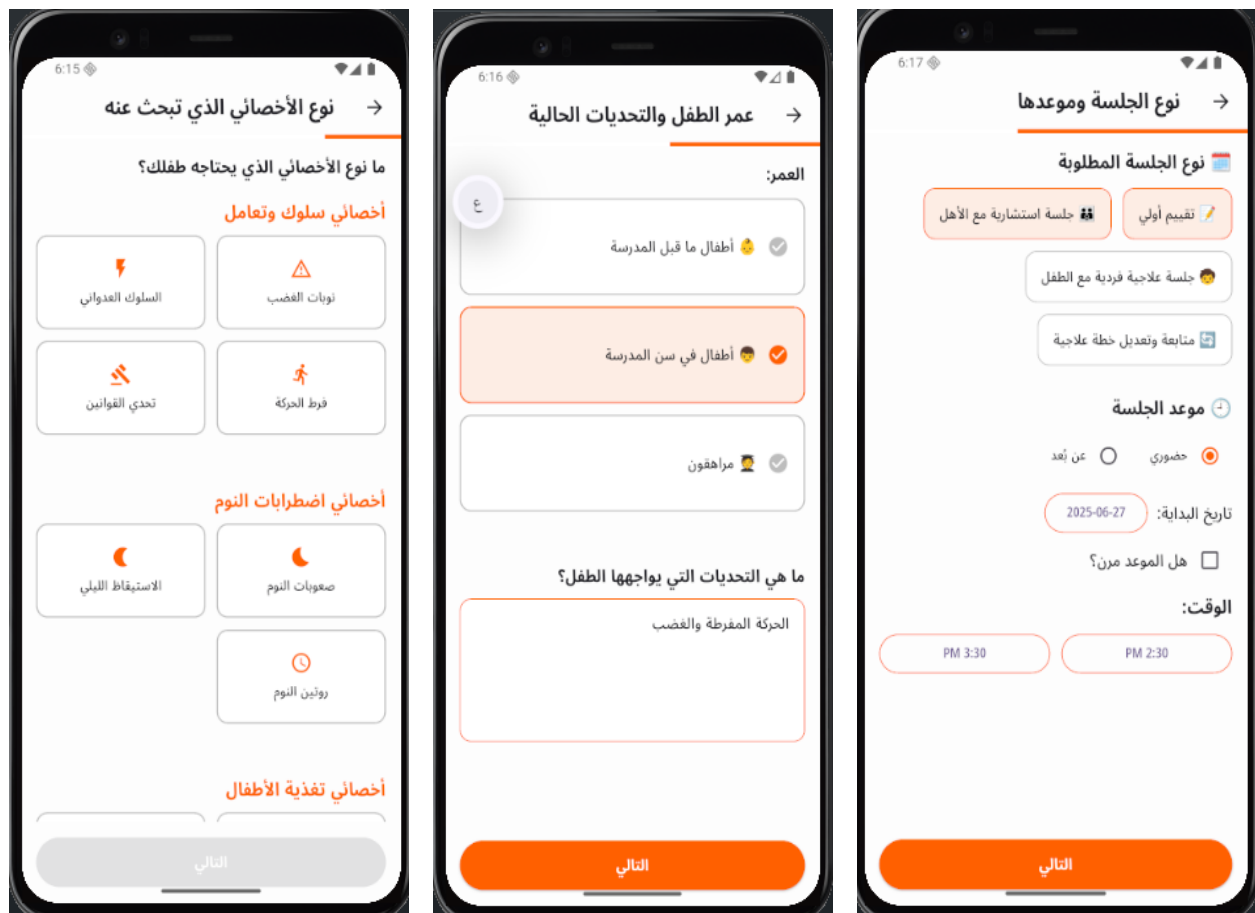 6:15
نوع الأخصائي الذي تبحث عنه
ما نوع الأخصائي الذي يحتاجه طفلك؟
أخصائي سلوك وتعامل
نوبات الغضب
السلوك العدواني
فرط الحركة
تحدي القوانين
أخصائي اضطرابات النوم
صعوبات النوم
الاستيقاظ الليلي
روتين النوم
أخصائي تغذية الأطفال
التالي
6:16
عمر الطفل والتحديات الحالية
العمر:
ع
👶 أطفال ما قبل المدرسة
👦 أطفال في سن المدرسة
🧑‍🎓 مراهقون
ما هي التحديات التي يواجهها الطفل؟
الحركة المفرطة والغضب
التالي
6:17
نوع الجلسة وموعدها
🗓️ نوع الجلسة المطلوبة
📝 تقييم أولي
👪 جلسة استشارية مع الأهل
🧒 جلسة علاجية فردية مع الطفل
🔄 متابعة وتعديل خطة علاجية
🕘 موعد الجلسة
حضوري
عن بُعد
تاريخ البداية: 2025-06-27
هل الموعد مرن؟
الوقت:
2:30 PM
3:30 PM
التالي